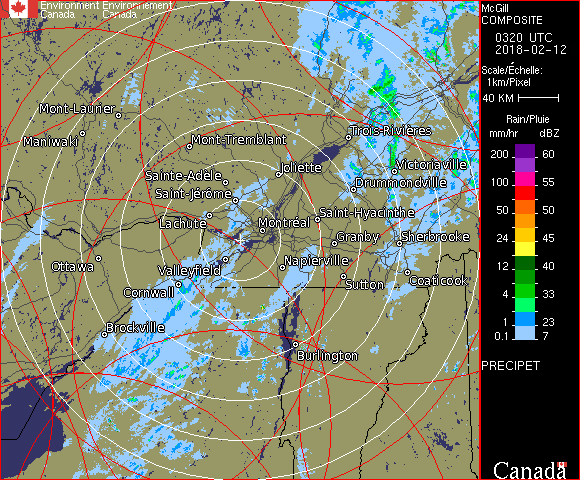 Environment Environnement
Canada Canada
McGill
COMPOSITE
0320 UTC
2018-02-12
Scale/Échelle:
1km/Pixel
40 KM
Rain/Pluie
mm/hr dBZ
200 60
100 55
50 50
24 45
12 40
4 33
1 23
0.1 7
PRECIPET
Canada
Mont-Laurier
Maniwaki
Mont-Tremblant
Trois-Rivières
Joliette
Victoriaville
Sainte-Adèle
Drummondville
Saint-Jérôme
Lachute
Saint-Hyacinthe
Montréal
Granby
Sherbrooke
Ottawa
Valleyfield
Napierville
Cornwall
Sutton
Coaticook
Brockville
Burlington